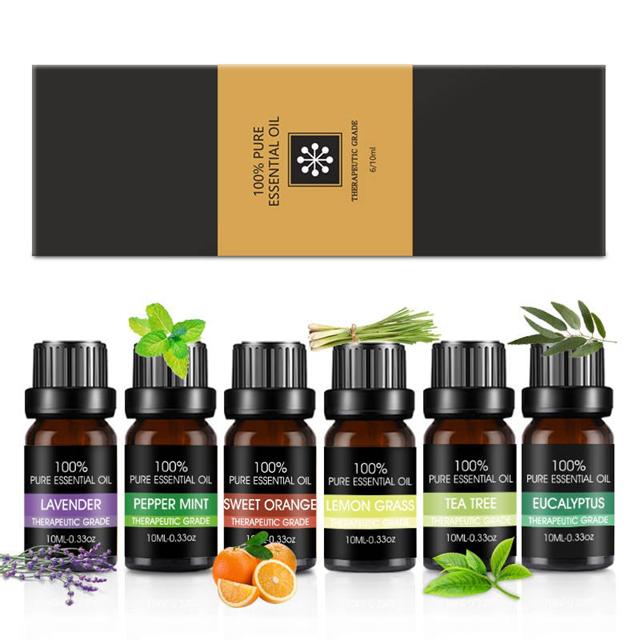 100% PURE
ESSENTIAL OIL
THERAPEUTIC GRADE
6/10ml
100%
PURE ESSENTIAL OIL
LAVENDER
THERAPEUTIC GRADE
10ML-0.33oz
100%
PURE ESSENTIAL OIL
PEPPER MINT
THERAPEUTIC GRADE
10ML-0.33oz
100%
PURE ESSENTIAL OIL
SWEET ORANGE
THERAPEUTIC GRADE
100%
PURE ESSENTIAL OIL
LEMON GRASS
THERAPEUTIC GRADE
10ML-0.33oz
100%
PURE ESSENTIAL OIL
TEA TREE
THERAPEUTIC GRADE
10ML-0.33oz
100%
PURE ESSENTIAL OIL
EUCALYPTUS
THERAPEUTIC GRADE
10ML-0.33oz